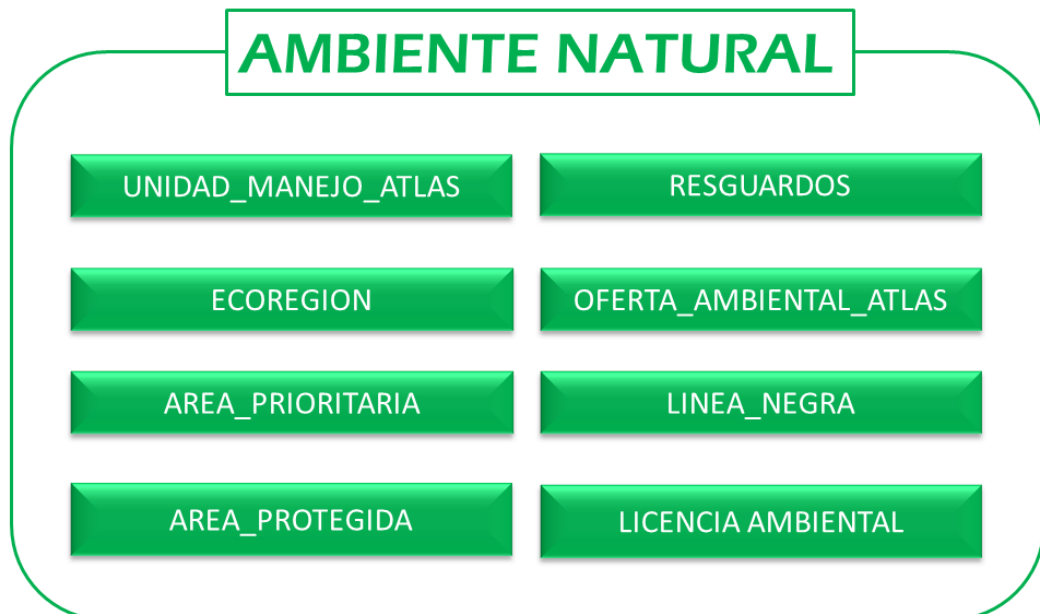 AMBIENTE NATURAL
UNIDAD_MANEJO_ATLAS
RESGUARDOS
ECOREGION
OFERTA_AMBIENTAL_ATLAS
AREA_PRIORITARIA
LINEA_NEGRA
AREA_PROTEGIDA
LICENCIA AMBIENTAL